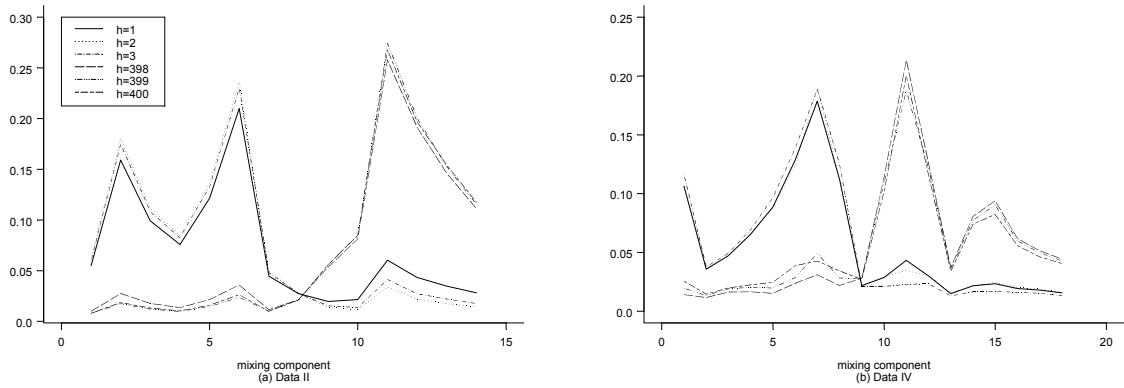 0.30
0.25
0.20
0.15
0.10
0.05
0.0
h=1
h=2
h=3
h=398
h=399
h=400
0 5 10 15
mixing component
(a) Data II
0.25
0.20
0.15
0.10
0.05
0.0
0 5 10 15 20
mixing component
(b) Data IV